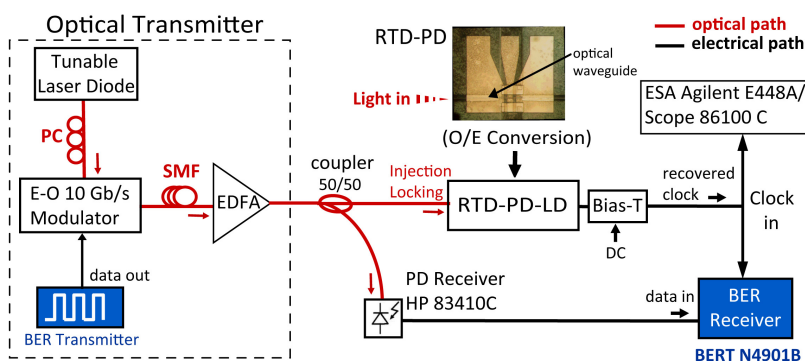 Optical Transmitter
Tunable
Laser Diode
PC
E-O 10 Gb/s
Modulator
SMF
EDFA
data out
BER Transmitter
coupler
50/50
Injection
Locking
RTD-PD
optical
waveguide
Light in
(O/E Conversion)
RTD-PD-LD
Bias-T
DC
recovered
clock
optical path
electrical path
ESA Agilent E448A/
Scope 86100 C
Clock
in
PD Receiver
HP 83410C
data in
BER
Receiver
BERT N4901B